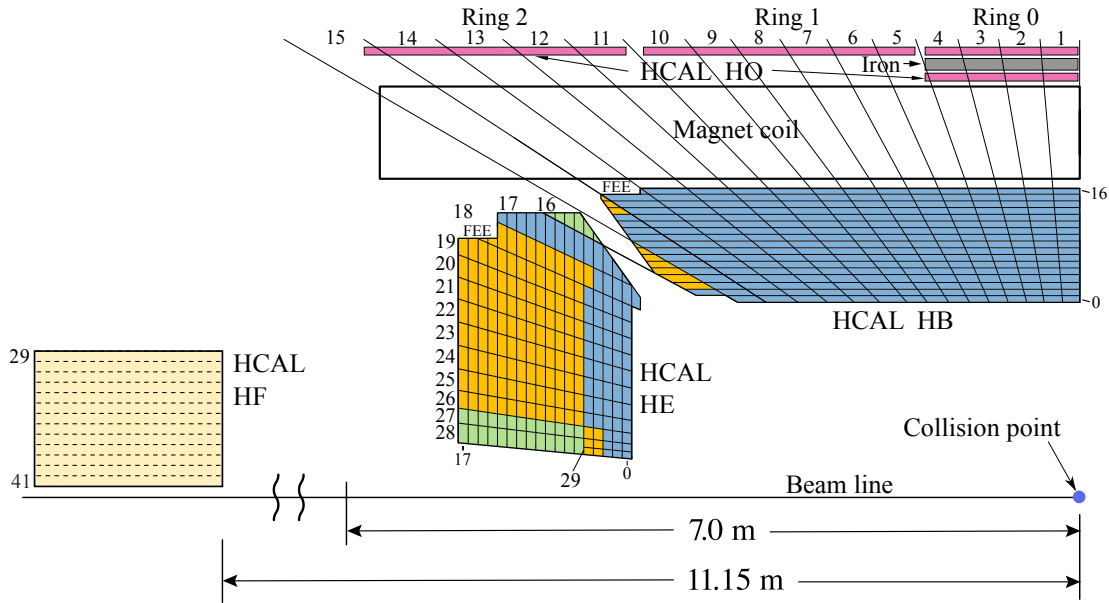 Ring 2 Ring 1 Ring 0
15 14 13 12 11 10 9 8 7 6 5 4 3 2 1
HCAL HO Iron
Magnet coil
FEE
16
18 17 16
FEE
19
20
21
22
23
24
25
26
27
28
17
29
0
0
HCAL HB
HCAL
HE
29
HCAL
HF
41
Collision point
Beam line
7.0 m
11.15 m